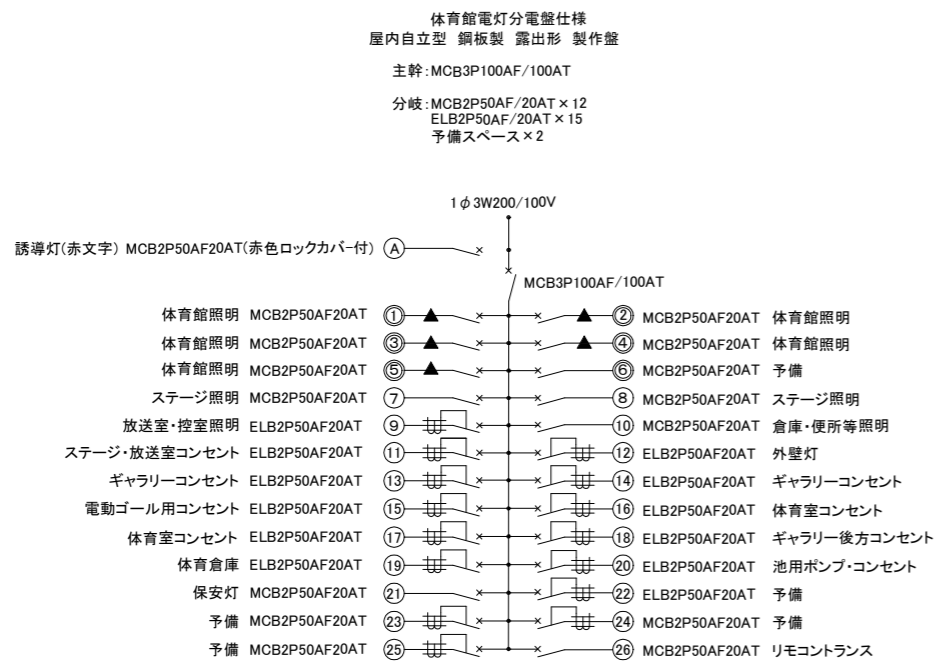 体育館電灯分電盤仕様
屋内自立型 鋼板製 露出形 製作盤
主幹:MCB3P100AF/100AT
分岐:MCB2P50AF/20AT×12
ELB2P50AF/20AT×15
予備スペース×2
1φ3W200/100V
誘導灯(赤文字) MCB2P50AF20AT(赤色ロックカバー付) A
MCB3P100AF/100AT
体育館照明 MCB2P50AF20AT ① ② MCB2P50AF20AT 体育館照明
体育館照明 MCB2P50AF20AT ③ ④ MCB2P50AF20AT 体育館照明
体育館照明 MCB2P50AF20AT ⑤ ⑥ MCB2P50AF20AT 予備
ステージ照明 MCB2P50AF20AT ⑦ ⑧ MCB2P50AF20AT ステージ照明
放送室・控室照明 ELB2P50AF20AT ⑨ ⑩ MCB2P50AF20AT 倉庫・便所等照明
ステージ・放送室コンセント ELB2P50AF20AT ⑪ ⑫ ELB2P50AF20AT 外壁灯
ギャラリーコンセント ELB2P50AF20AT ⑬ ⑭ ELB2P50AF20AT ギャラリーコンセント
電動ゴール用コンセント ELB2P50AF20AT ⑮ ⑯ ELB2P50AF20AT 体育室コンセント
体育室コンセント ELB2P50AF20AT ⑰ ⑱ ELB2P50AF20AT ギャラリー後方コンセント
体育倉庫 ELB2P50AF20AT ⑲ ⑳ ELB2P50AF20AT 池用ポンプ・コンセント
保安灯 MCB2P50AF20AT ㉑ ㉒ ELB2P50AF20AT 予備
予備 MCB2P50AF20AT ㉓ ㉔ MCB2P50AF20AT 予備
予備 MCB2P50AF20AT ㉕ ㉖ MCB2P50AF20AT リモコントランス